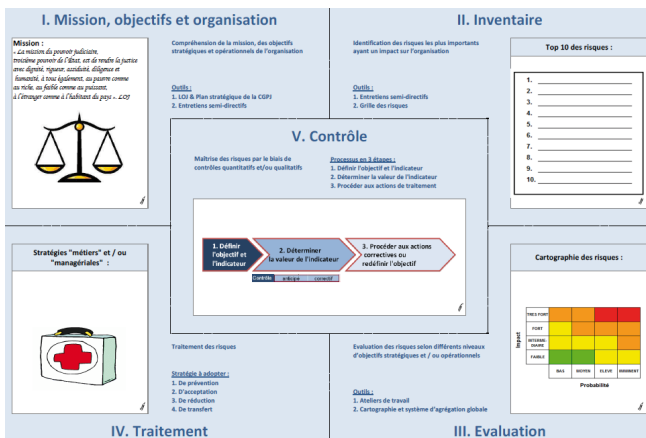 I. Mission, objectifs et organisation
Mission :
« La mission du pouvoir judiciaire,
troisième pouvoir de l'État, est de rendre la justice
avec dignité, rigueur, assiduité, diligence et
humanité, à tous également, au pauvre comme
au riche, au faible comme au puissant,
à l'étranger comme à l'habitant du pays ». LOJ
Compréhension de la mission, des objectifs
stratégiques et opérationnels de l'organisation
Outils :
1. LOJ & Plan stratégique de la CGPJ
2. Entretiens semi-directifs
II. Inventaire
Identification des risques les plus importants
ayant un impact sur l'organisation
Outils :
1. Entretiens semi-directifs
2. Grille des risques
Top 10 des risques :
1.
2.
3.
4.
5.
6.
7.
8.
9.
10.
V. Contrôle
Maîtrise des risques par le biais de
contrôles quantitatifs et/ou qualitatifs
Processus en 3 étapes :
1. Définir l'objectif et l'indicateur
2. Déterminer la valeur de l'indicateur
3. Procéder aux actions de traitement
1. Définir
l'objectif et
l'indicateur
2. Déterminer
la valeur de l'indicateur
3. Procéder aux actions
correctives ou
redéfinir l'objectif
Contrôle anticipé correctif
Stratégies "métiers" et / ou
"managériales" :
Traitement des risques
Stratégie à adopter :
1. De prévention
2. D'acceptation
3. De réduction
4. De transfert
IV. Traitement
Evaluation des risques selon différents niveaux
d'objectifs stratégiques et / ou opérationnels
Outils :
1. Ateliers de travail
2. Cartographie et système d'agrégation globale
III. Evaluation
Cartographie des risques :
Impact
TRES FORT
FORT
INTERME-
DIAIRE
FAIBLE
BAS MOYEN ELEVE IMMINENT
Probabilité